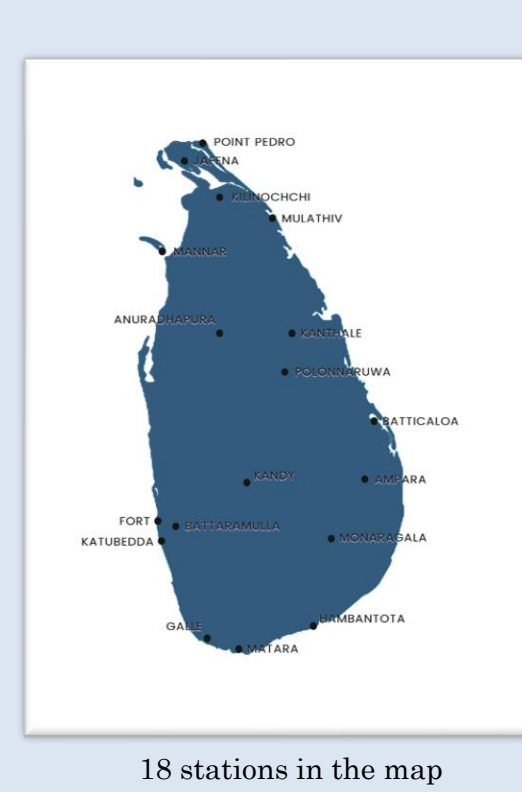 POINT PEDRO
JAFFNA
KILINOCHCHI
MULATHIV
MANNAR
ANURADHAPURA
KANTHALE
POLONNARUWA
BATTICALOA
KANDY
AMPARA
FORT
BATTARAMULLA
KATUBEDDA
MONARAGALA
HAMBANTOTA
GALLE
MATARA
18 stations in the map